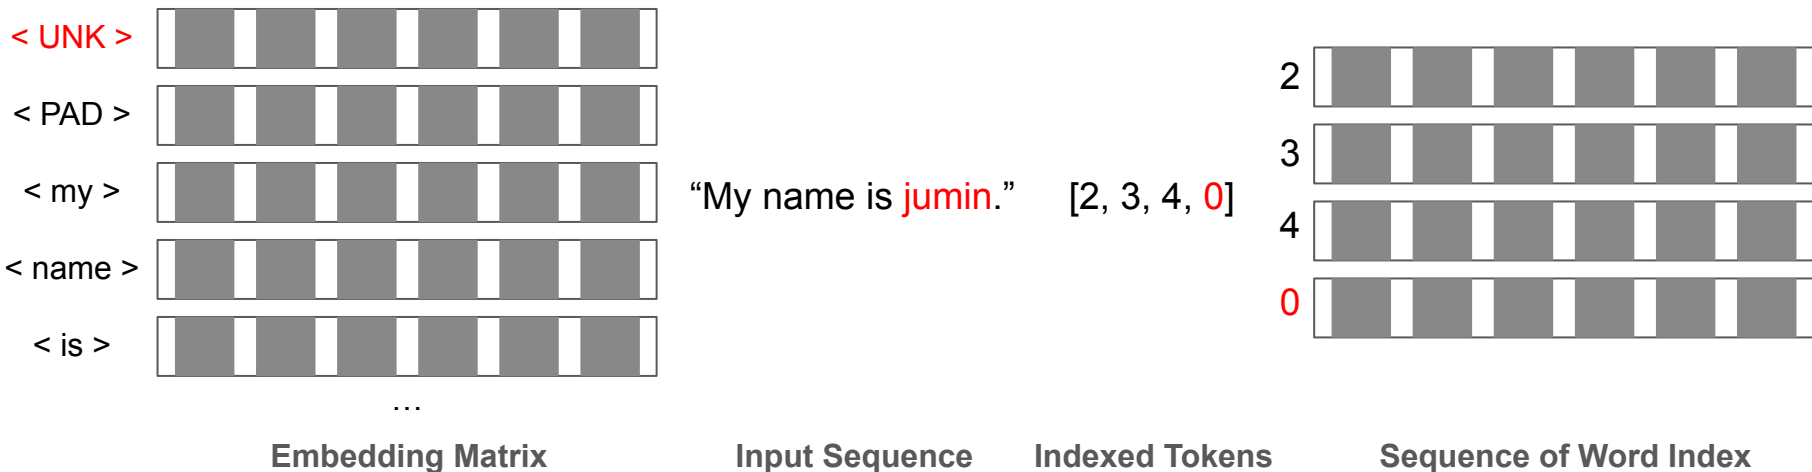 < UNK >
< PAD >
< my >
< name >
< is >
…
Embedding Matrix
“My name is jumin.”
Input Sequence
[2, 3, 4, 0]
Indexed Tokens
2
3
4
0
Sequence of Word Index